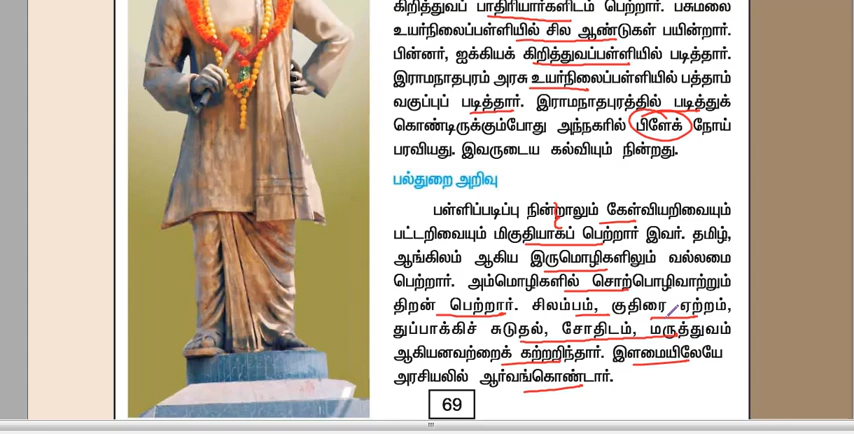 கிறித்துவப் பாதிரியார்களிடம் பெற்றார். பசுமலை
உயர்நிலைப்பள்ளியில் சில ஆண்டுகள் பயின்றார்.
பின்னர், ஐக்கியக் கிறித்துவப்பள்ளியில் படித்தார்.
இராமநாதபுரம் அரசு உயர்நிலைப்பள்ளியில் பத்தாம்
வகுப்புப் படித்தார். இராமநாதபுரத்தில் படித்துக்
கொண்டிருக்கும்போது அந்நகரில் பிளேக் நோய்
பரவியது. இவருடைய கல்வியும் நின்றது.
பல்துறை அறிவு
பள்ளிப்படிப்பு நின்றாலும் கேள்வியறிவையும்
பட்டறிவையும் மிகுதியாகப் பெற்றார் இவர். தமிழ்,
ஆங்கிலம் ஆகிய இருமொழிகளிலும் வல்லமை
பெற்றார். அம்மொழிகளில் சொற்பொழிவாற்றும்
திறன் பெற்றார். சிலம்பம், குதிரை ஏற்றம்,
துப்பாக்கிச் சுடுதல், சோதிடம், மருத்துவம்
ஆகியனவற்றைக் கற்றறிந்தார். இளமையிலேயே
அரசியலில் ஆர்வங்கொண்டார்.
69